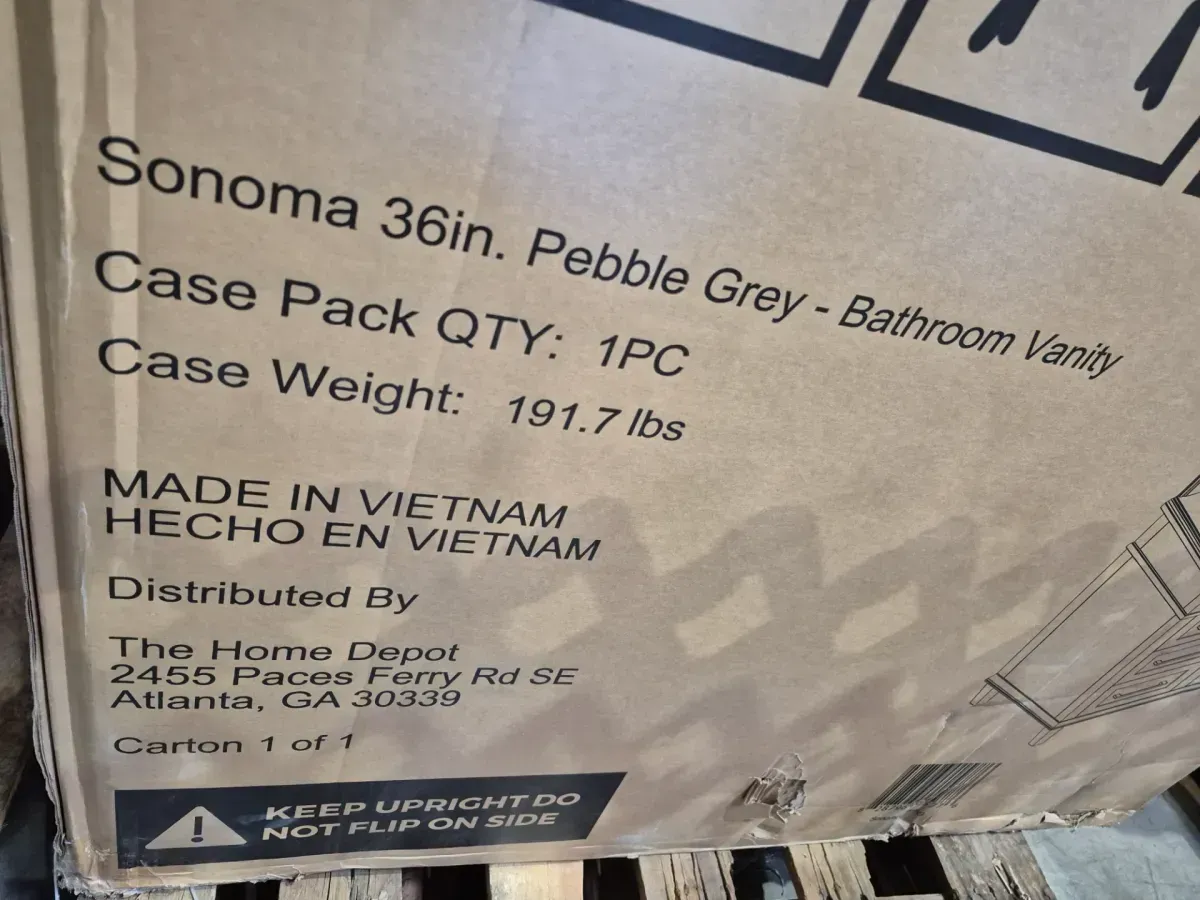 Sonoma 36in. Pebble Grey - Bathroom Vanity
Case Pack QTY: 1PC
Case Weight: 191.7 lbs
MADE IN VIETNAM
HECHO EN VIETNAM
Distributed By
The Home Depot
2455 Paces Ferry Rd SE
Atlanta, GA 30339
Carton 1 of 1
KEEP UPRIGHT DO
NOT FLIP ON SIDE